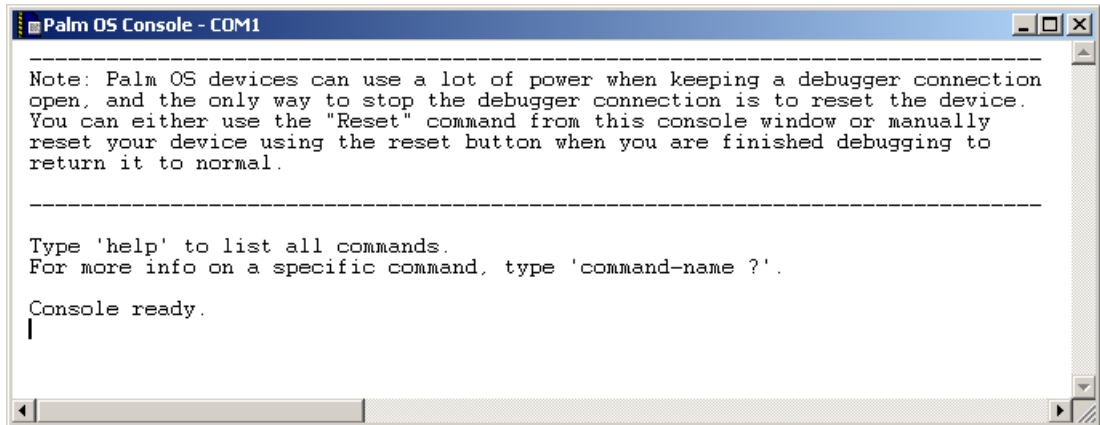 Palm OS Console - COM1
------------------------------------------------------------------------------
Note: Palm OS devices can use a lot of power when keeping a debugger connection
open, and the only way to stop the debugger connection is to reset the device.
You can either use the "Reset" command from this console window or manually
reset your device using the reset button when you are finished debugging to
return it to normal.
------------------------------------------------------------------------------
Type 'help' to list all commands.
For more info on a specific command, type 'command-name ?'.
Console ready.